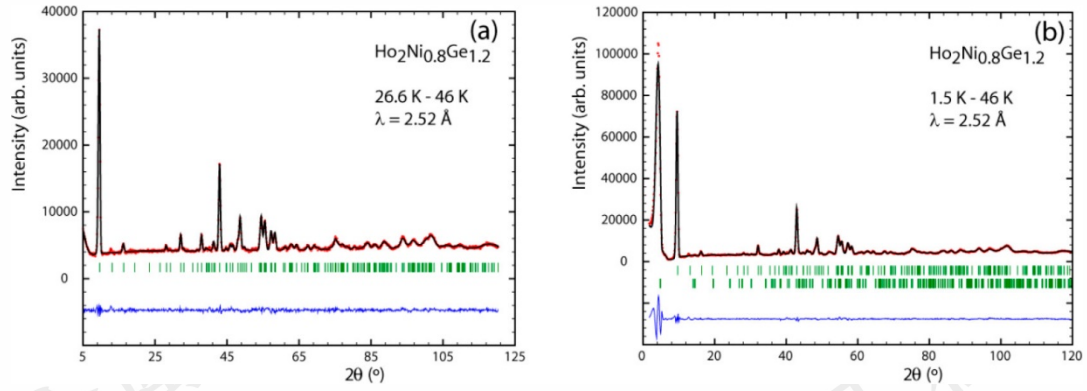 (a)
Ho2Ni0.8Ge1.2
26.6 K - 46 K
λ = 2.52 Å
Intensity (arb. units)
40000
30000
20000
10000
0
5 25 45 65 85 105 125
2θ (º)
(b)
Ho2Ni0.8Ge1.2
1.5 K - 46 K
λ = 2.52 Å
Intensity (arb. units)
120000
100000
80000
60000
40000
20000
0
0 20 40 60 80 100 120
2θ (º)